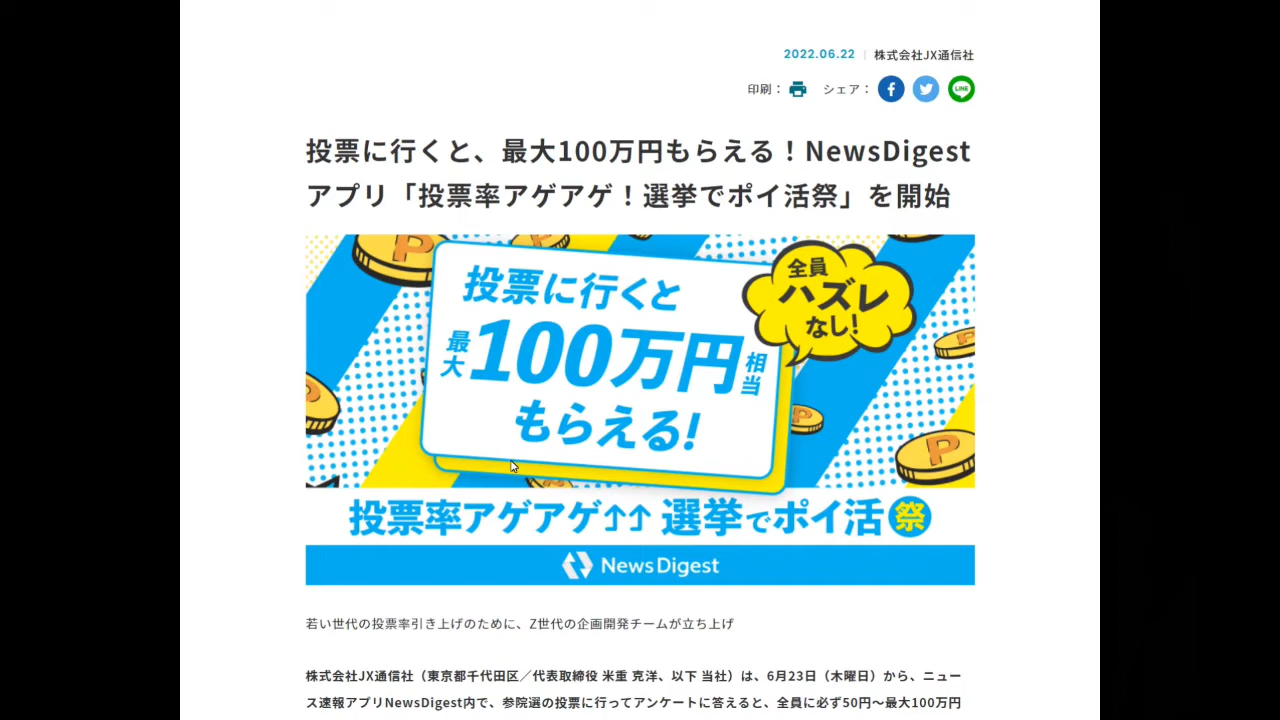 2022.06.22 | 株式会社JX通信社
印刷： シェア： LINE
投票に行くと、最大100万円もらえる！NewsDigest
アプリ「投票率アゲアゲ！選挙でポイ活祭」を開始
全員
ハズレ
なし!
投票に行くと
最大100万円相当
もらえる!
投票率アゲアゲ↑↑ 選挙でポイ活祭
NewsDigest
若い世代の投票率引き上げのために、Z世代の企画開発チームが立ち上げ
株式会社JX通信社（東京都千代田区／代表取締役 米重 克洋、以下 当社）は、6月23日（木曜日）から、ニュー
ス速報アプリNewsDigest内で、参院選の投票に行ってアンケートに答えると、全員に必ず50円〜最大100万円